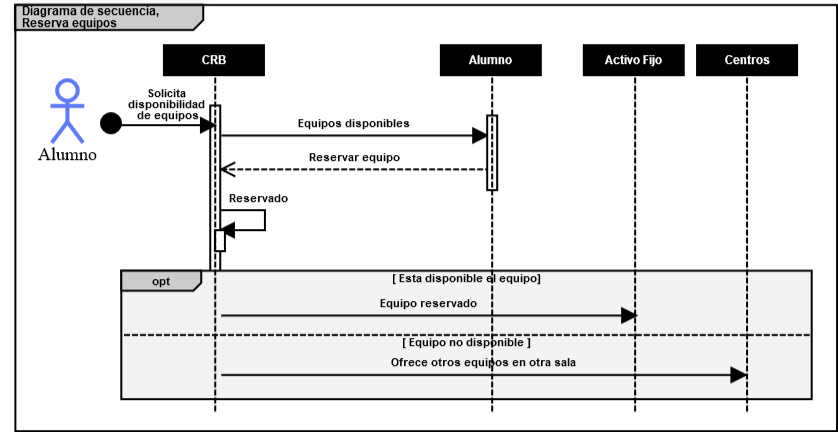 Diagrama de secuencia,
Reserva equipos
CRB
Alumno
Activo Fijo
Centros
Solicita
disponibilidad
de equipos
Alumno
Equipos disponibles
Reservar equipo
Reservado
opt
[ Esta disponible el equipo]
Equipo reservado
[ Equipo no disponible ]
Ofrece otros equipos en otra sala